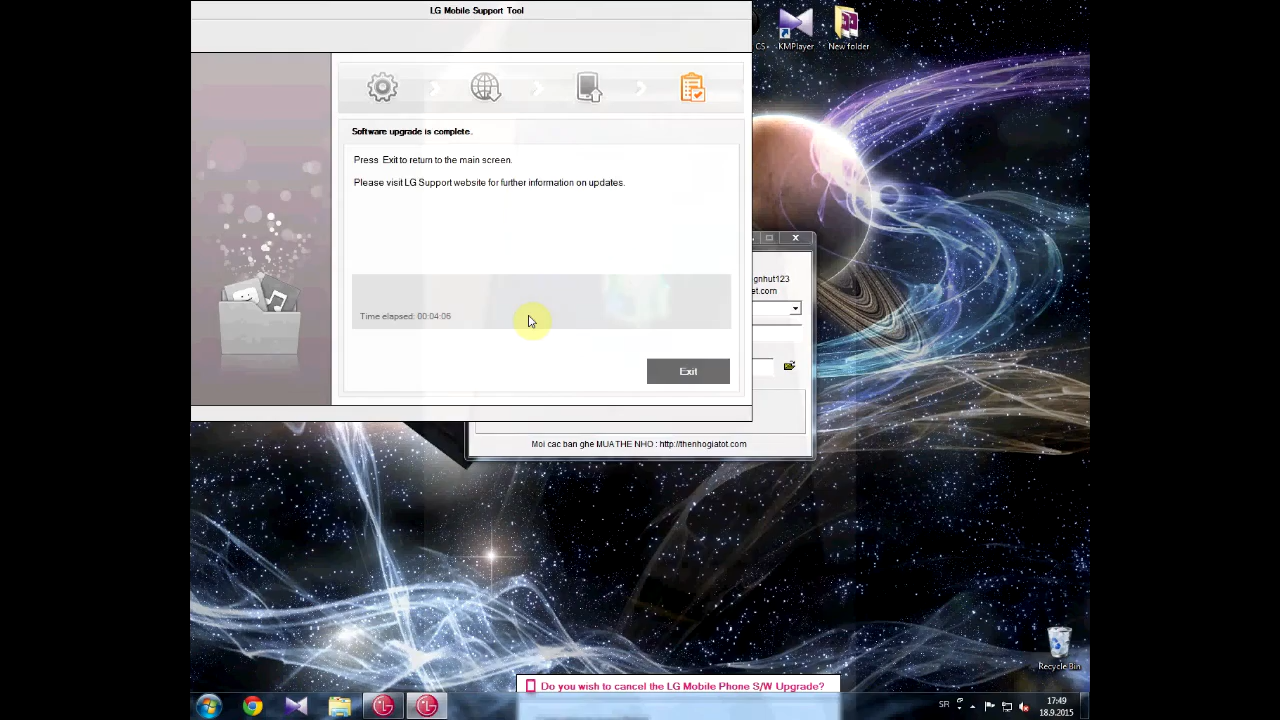 LG Mobile Support Tool
CS+
KMPlayer
New folder
Software upgrade is complete.
Press Exit to return to the main screen.
Please visit LG Support website for further information on updates.
Time elapsed: 00:04:06
Exit
gnhut123
et.com
Moi cac ban ghe MUA THE NHO : http://thenhogiatot.com
Recycle Bin
Do you wish to cancel the LG Mobile Phone S/W Upgrade?
SR
17:49
18.9.2015